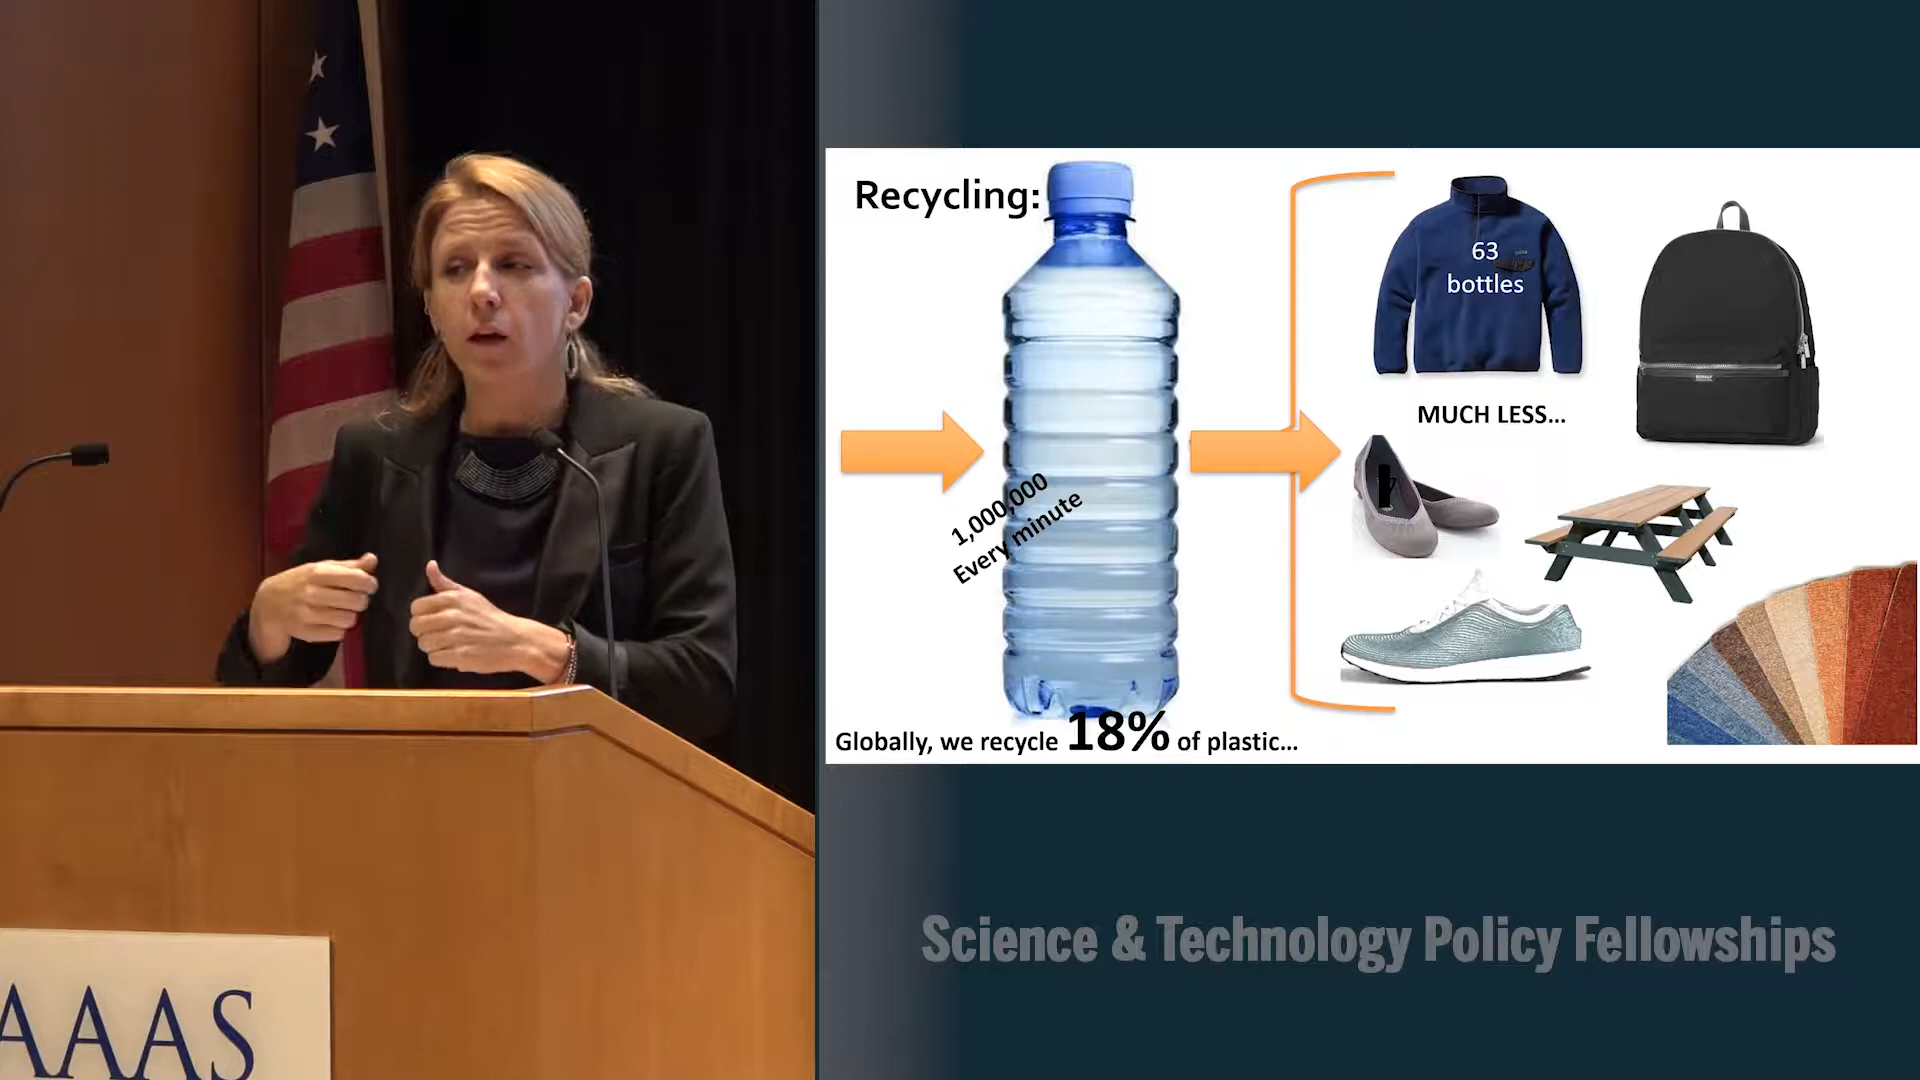 Recycling:
63
bottles
MUCH LESS...
1,000,000
Every minute
Globally, we recycle 18% of plastic...
Science & Technology Policy Fellowships
AAAS